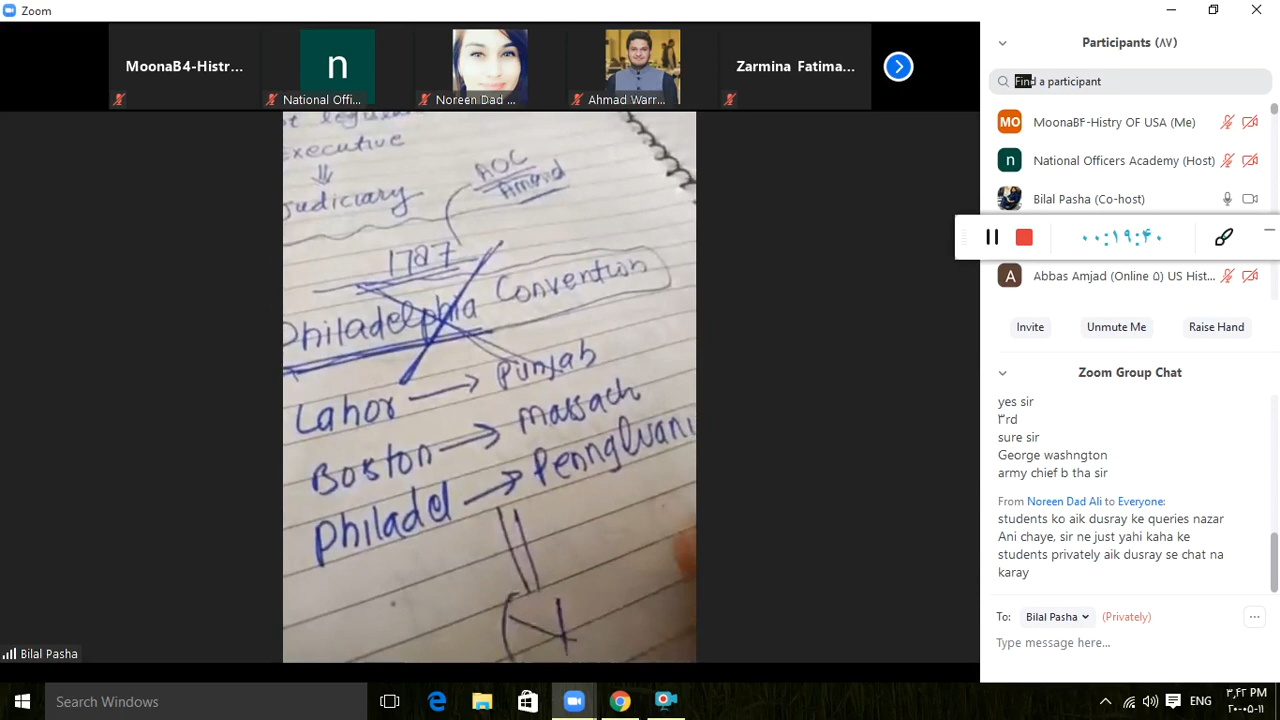 Zoom
Participants (۸۷)
MoonaB4-Histr...
n
National Offi...
Noreen Dad ...
Ahmad Warr...
Zarmina Fatima...
Find a participant
MO MoonaB۴-Histry OF USA (Me)
n National Officers Academy (Host)
Bilal Pasha (Co-host)
۰۰:۱۹:۴۰
A Abbas Amjad (Online ۵) US Hist...
Invite
Unmute Me
Raise Hand
Zoom Group Chat
yes sir
۳rd
sure sir
George washngton
army chief b tha sir
From Noreen Dad Ali to Everyone:
students ko aik dusray ke queries nazar
Ani chaye, sir ne just yahi kaha ke
students privately aik dusray se chat na
karay
To: Bilal Pasha (Privately)
Type message here...
Executive
Judiciary
AOC
Amend
1787
Philadelphia Convention
Lahor → Punjab
Boston → Massach
Philadel → Pennglvani
Bilal Pasha
Search Windows
ENG
۳:۴۲ PM